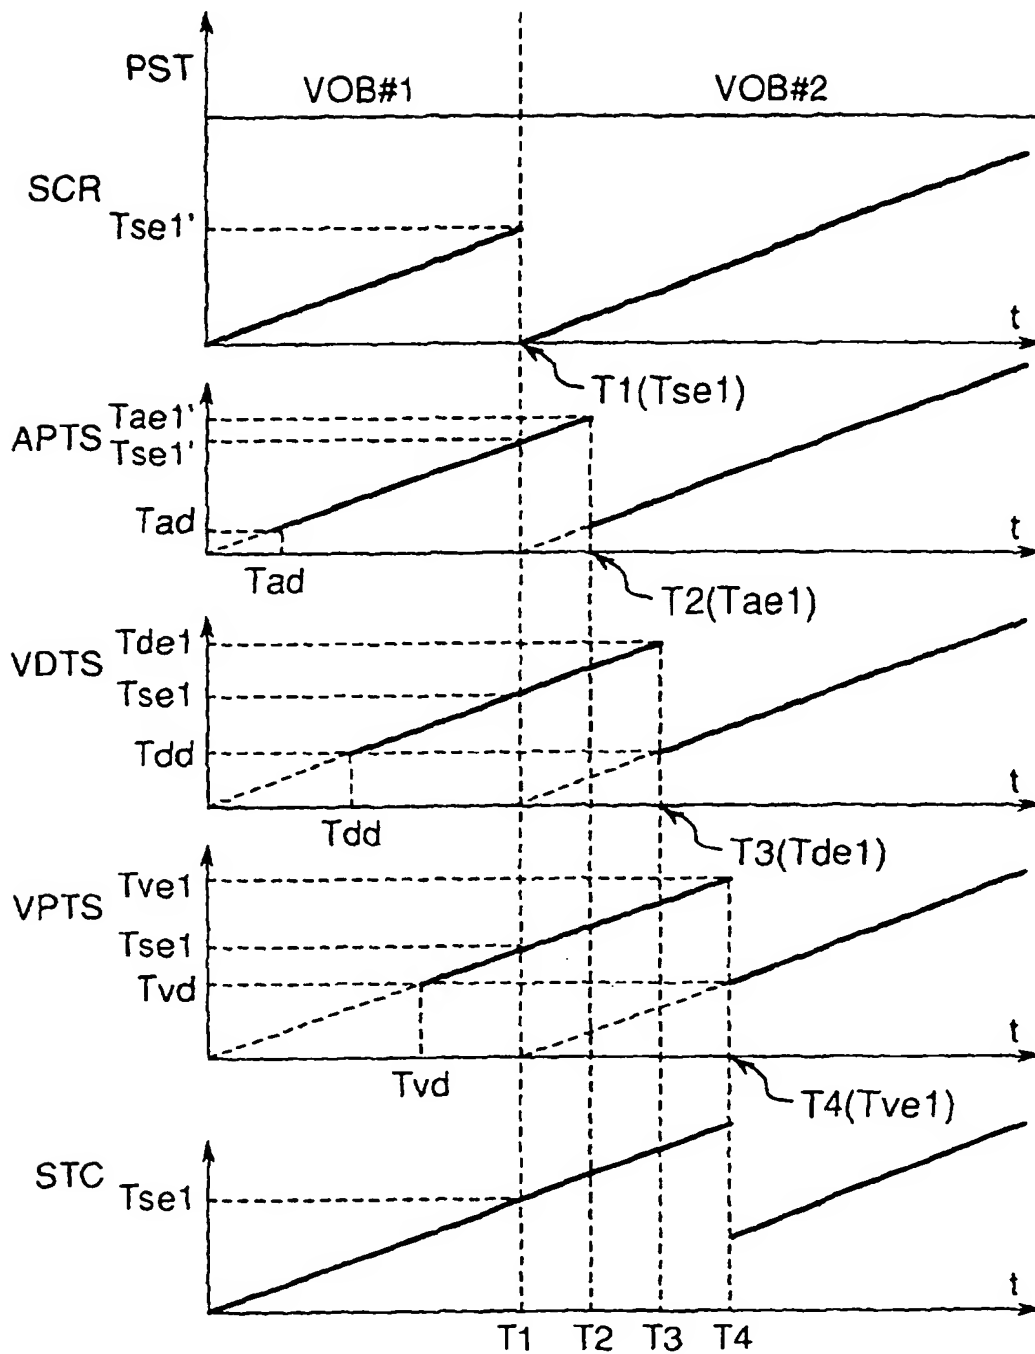 PST
VOB#1
VOB#2
SCR
Tse1'
t
T1(Tse1)
APTS
Tae1'
Tse1'
Tad
t
Tad
T2(Tae1)
VDTS
Tde1
Tse1
Tdd
t
Tdd
T3(Tde1)
VPTS
Tve1
Tse1
Tvd
t
Tvd
T4(Tve1)
STC
Tse1
t
T1 T2 T3 T4